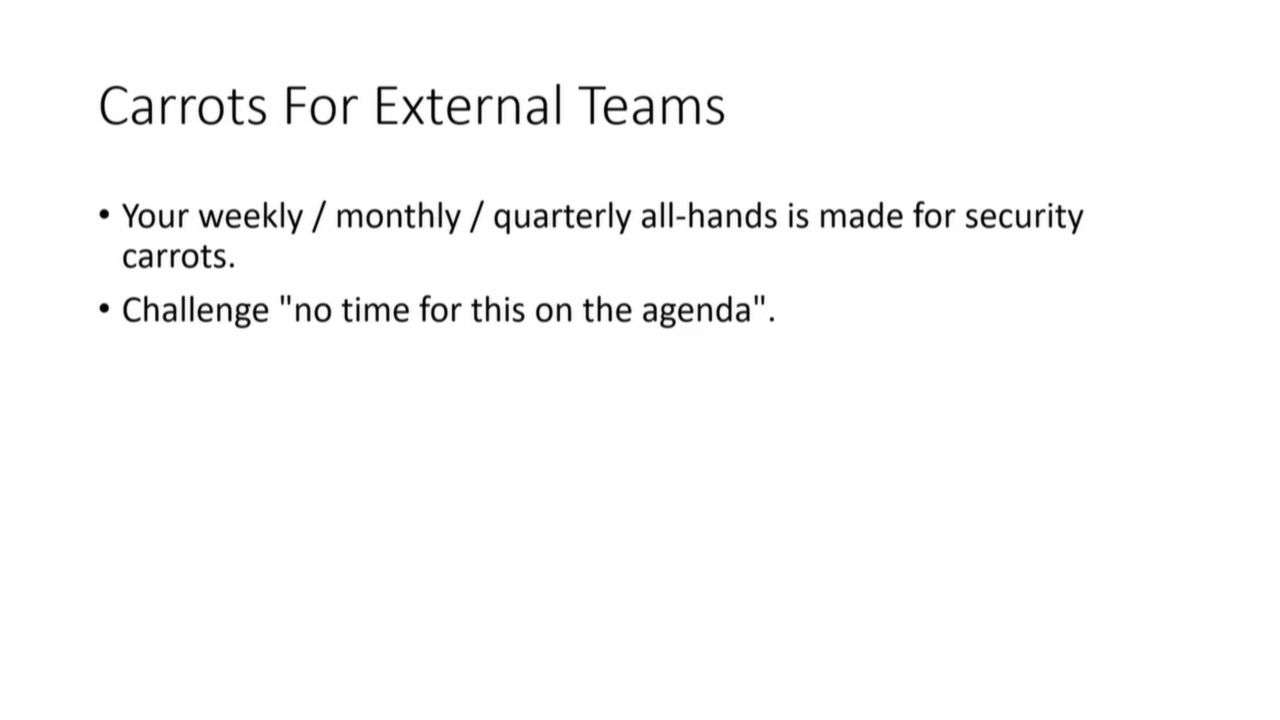 Carrots For External Teams
• Your weekly / monthly / quarterly all-hands is made for security
carrots.
• Challenge "no time for this on the agenda".